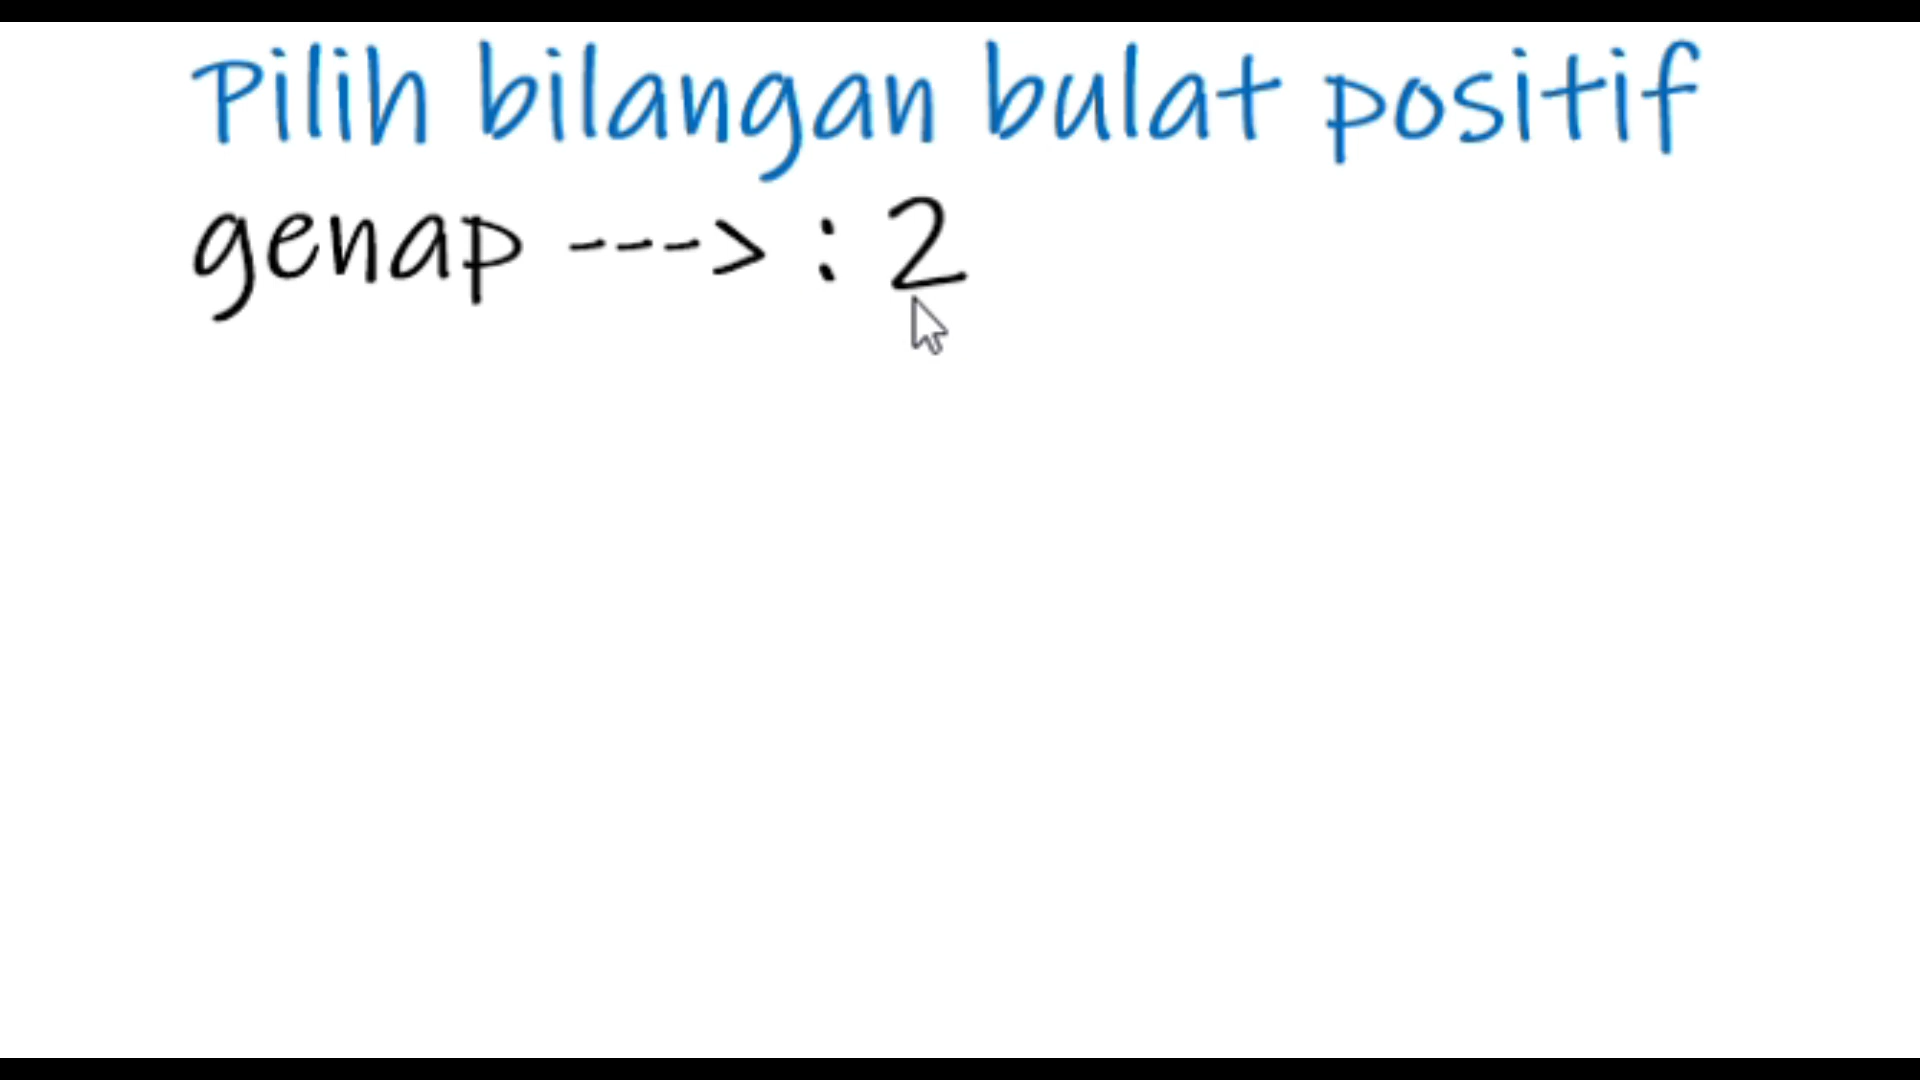 Pilih bilangan bulat positif
genap ---> : 2